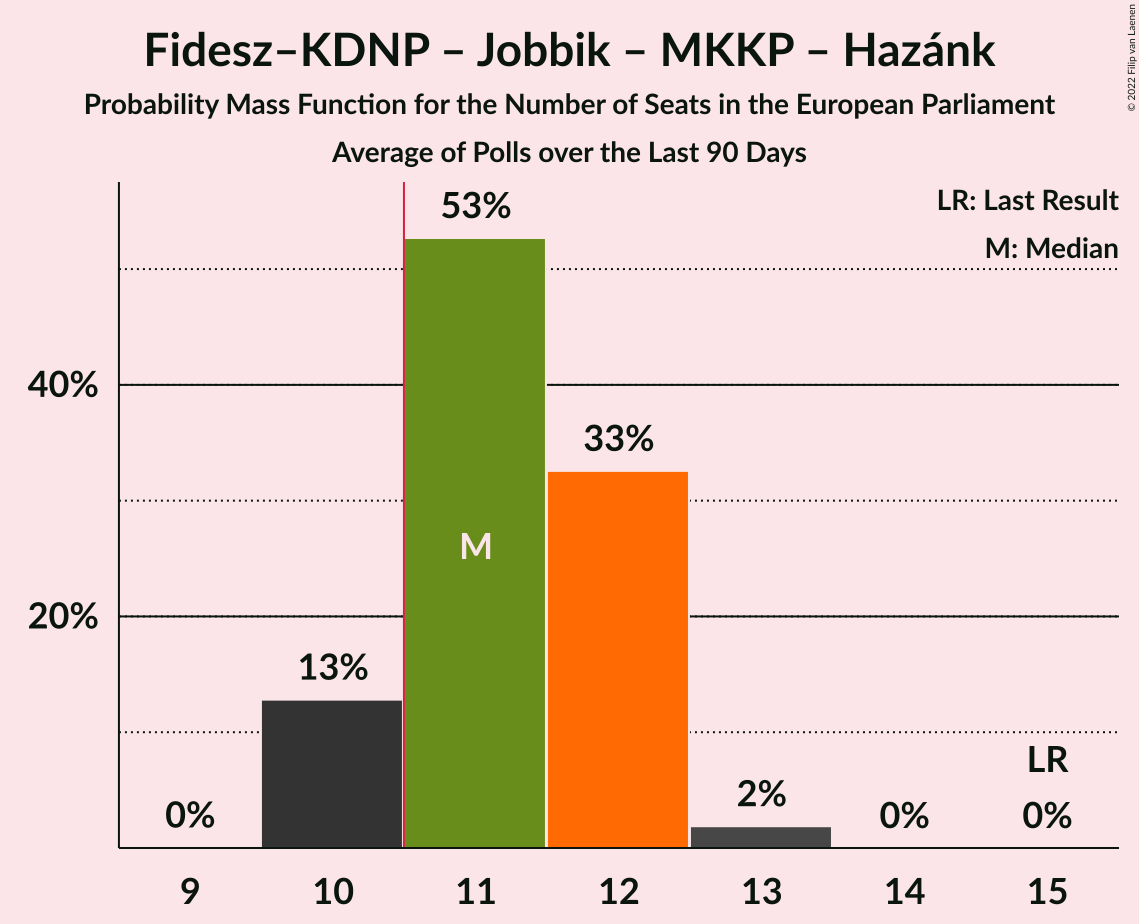 Fidesz–KDNP – Jobbik – MKKP – Hazánk
Probability Mass Function for the Number of Seats in the European Parliament
Average of Polls over the Last 90 Days
© 2022 Filip van Laenen
LR: Last Result
M: Median
53%
40%
33%
M
20%
13%
LR
0%
2%
0%
0%
9
10
11
12
13
14
15